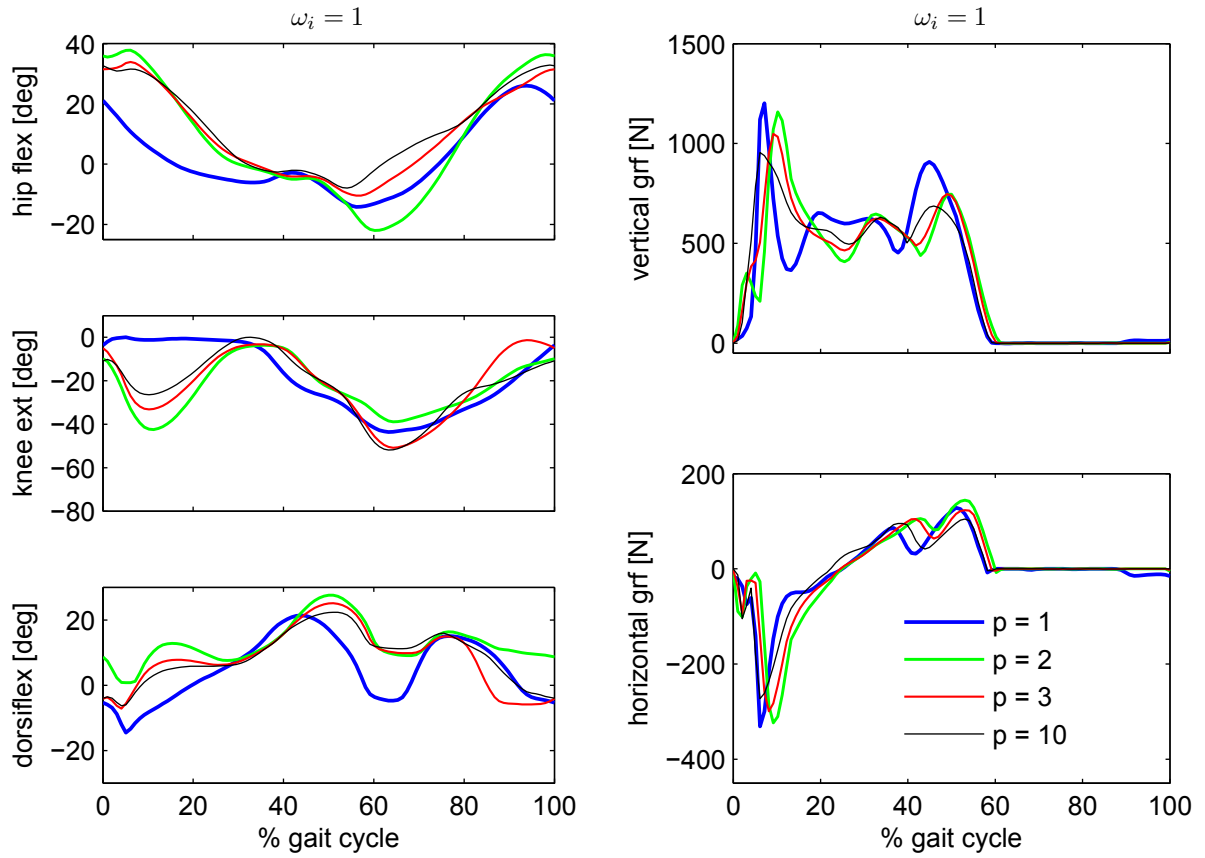 ω_i = 1
40
20
0
−20
hip flex [deg]
0
−20
−40
−60
−80
knee ext [deg]
20
0
−20
dorsiflex [deg]
0 20 40 60 80 100
% gait cycle
ω_i = 1
1500
1000
500
0
vertical grf [N]
200
0
−200
−400
horizontal grf [N]
p = 1
p = 2
p = 3
p = 10
0 20 40 60 80 100
% gait cycle